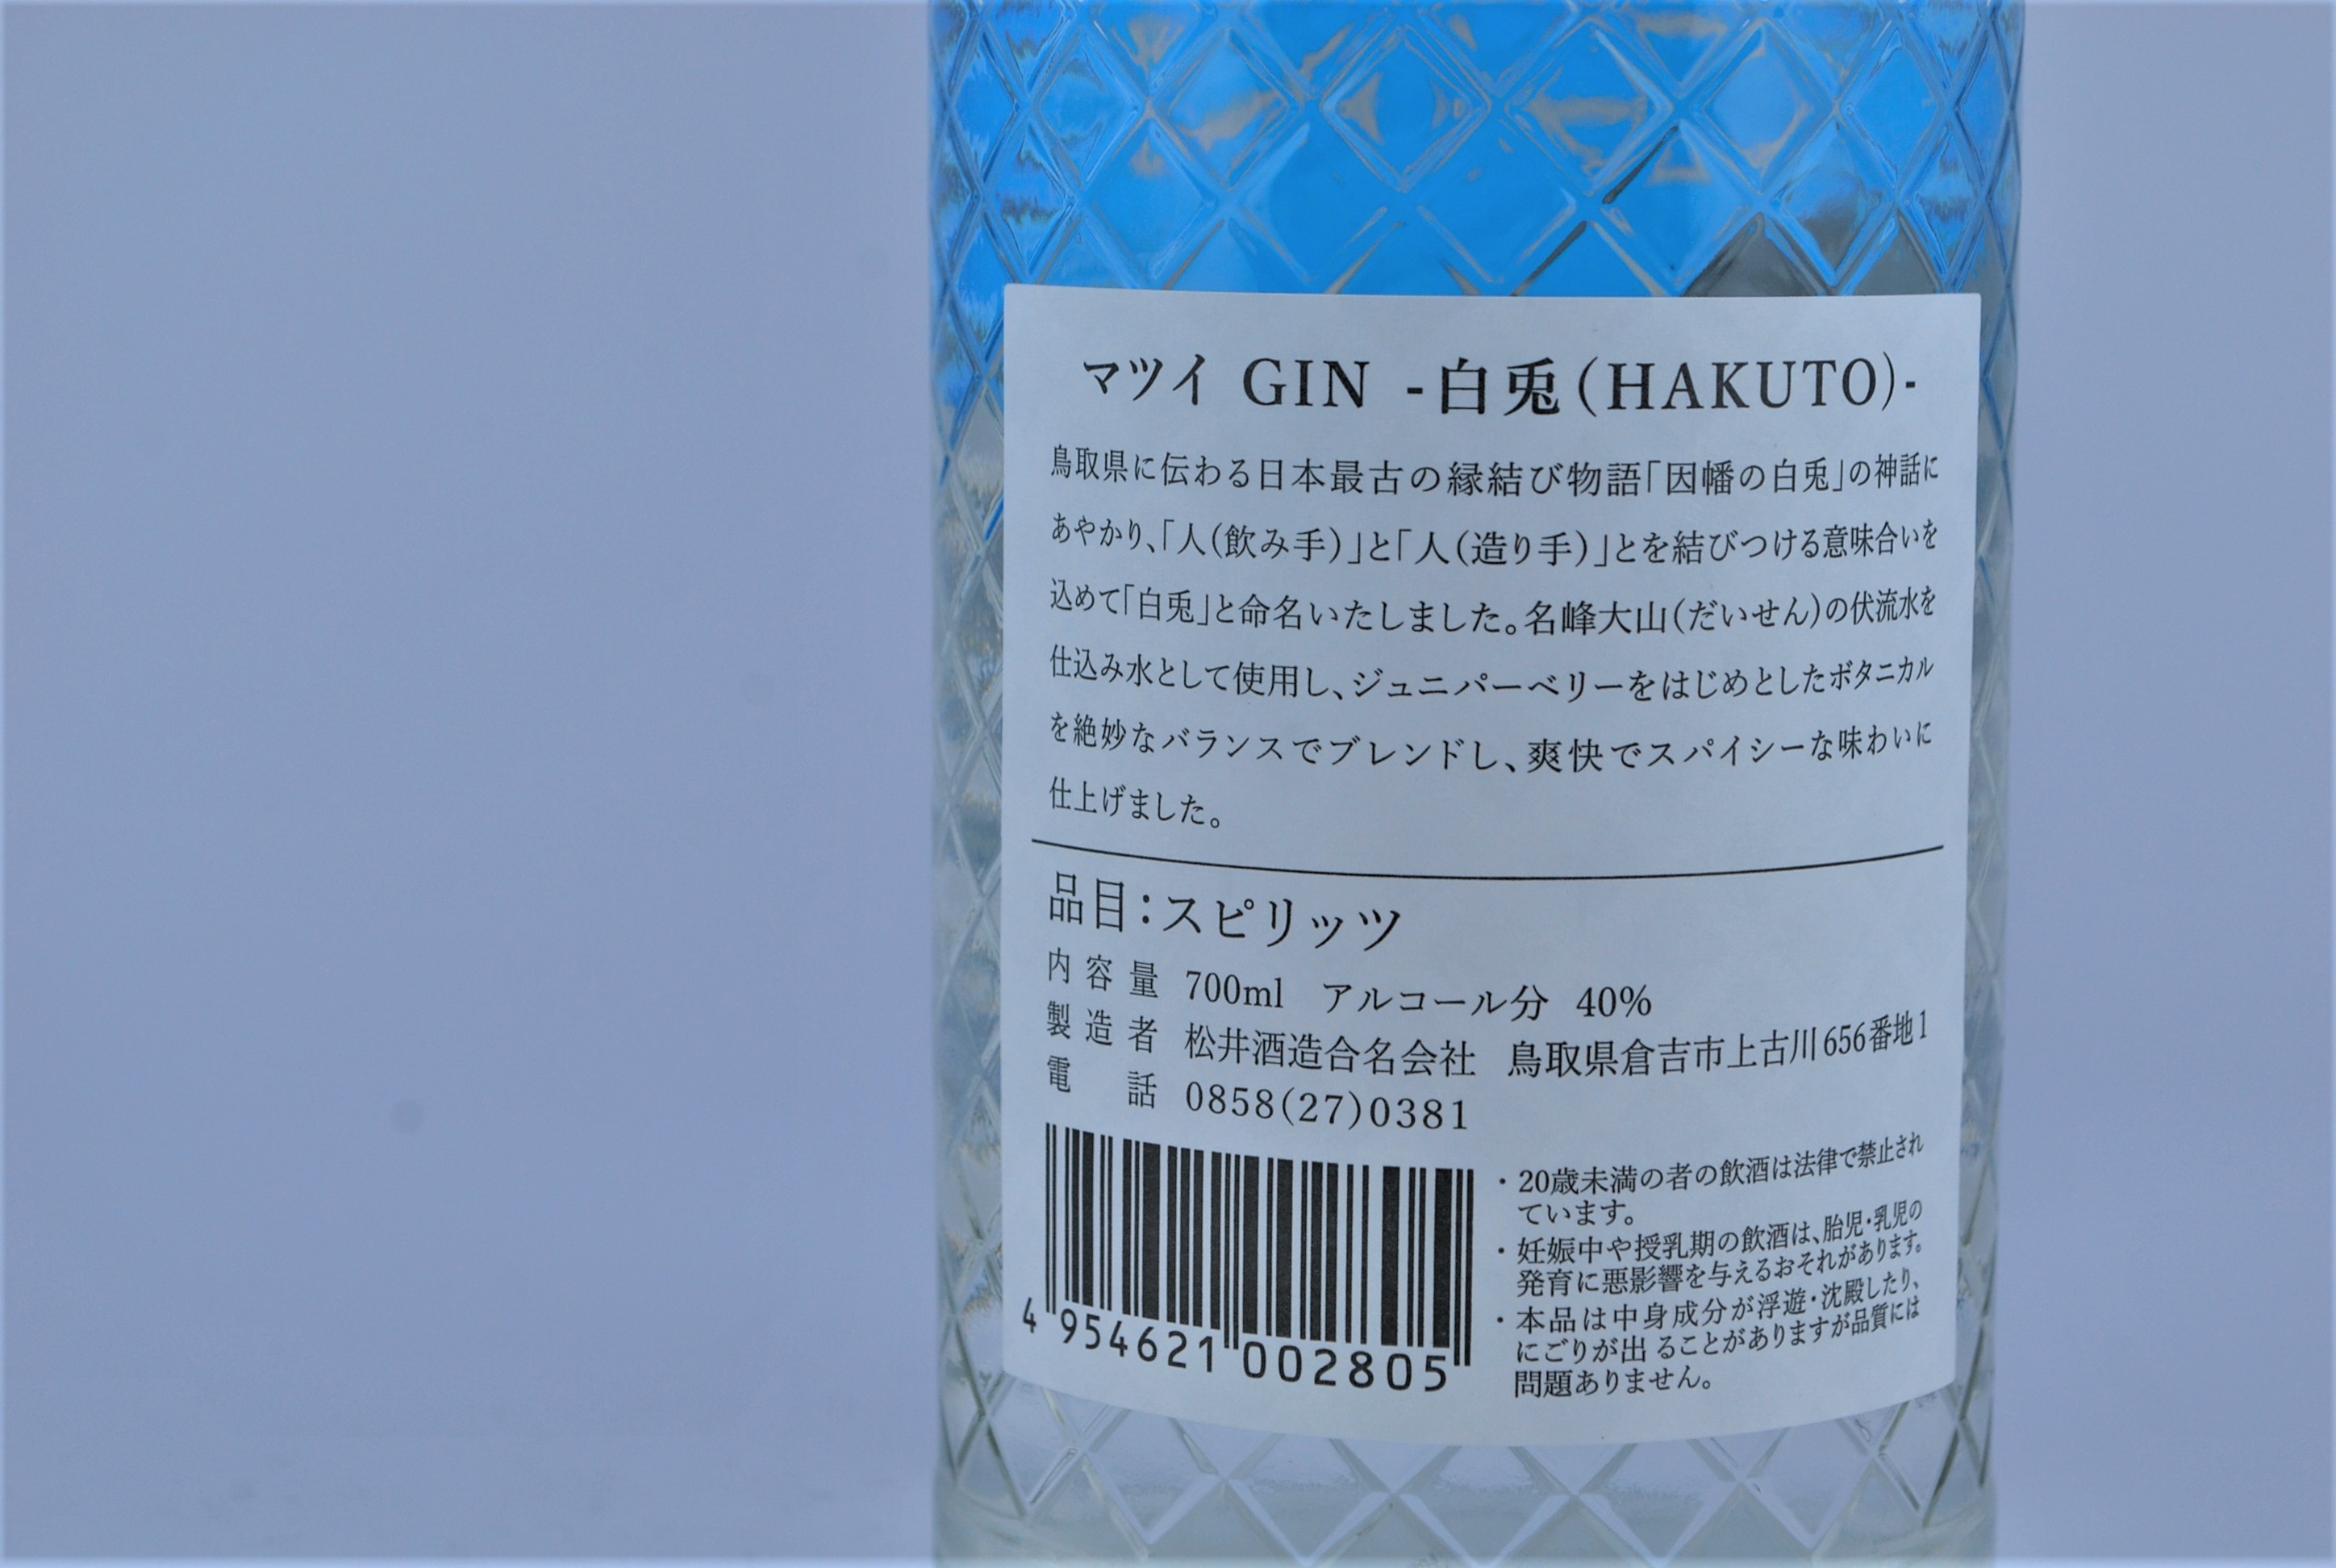 マツイ GIN -白兎(HAKUTO)-
鳥取県に伝わる日本最古の縁結び物語「因幡の白兎」の神話に
あやかり、「人(飲み手)」と「人(造り手)」とを結びつける意味合いを
込めて「白兎」と命名いたしました。名峰大山(だいせん)の伏流水を
仕込み水として使用し、ジュニパーベリーをはじめとしたボタニカル
を絶妙なバランスでブレンドし、爽快でスパイシーな味わいに
仕上げました。
品目：スピリッツ
内容量 700ml アルコール分 40%
製造者 松井酒造合名会社 鳥取県倉吉市上古川656番地1
電話 0858(27)0381
4 954621 002805
・20歳未満の者の飲酒は法律で禁止され
ています。
・妊娠中や授乳期の飲酒は、胎児・乳児の
発育に悪影響を与えるおそれがあります。
・本品は中身成分が浮遊・沈殿したり、
にごりが出ることがありますが品質には
問題ありません。